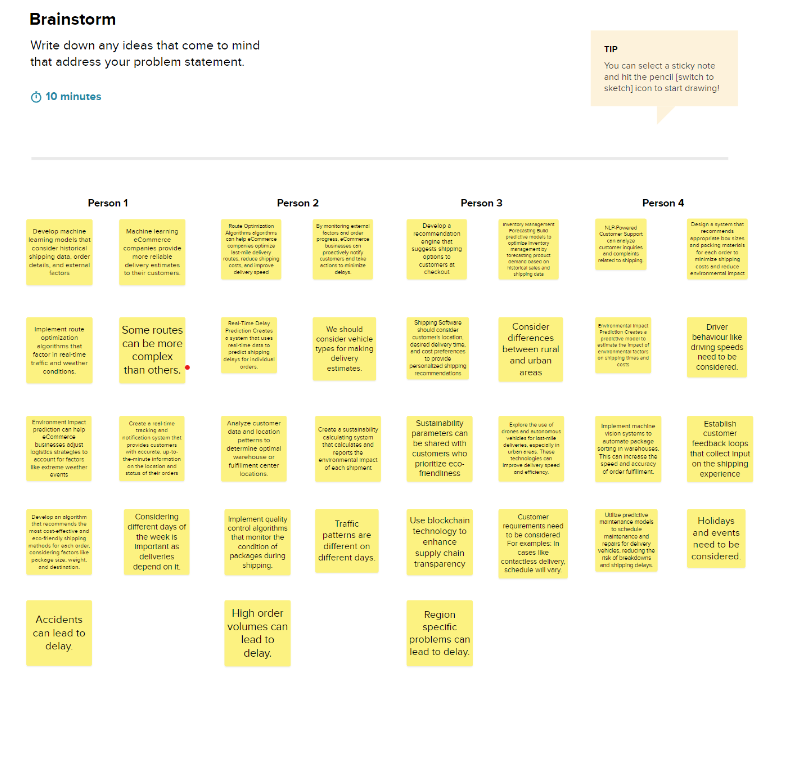 Brainstorm
Write down any ideas that come to mind
that address your problem statement.
10 minutes
TIP
You can select a sticky note
and hit the pencil [switch to
sketch] icon to start drawing!
Person 1
Person 2
Person 3
Person 4
Develop machine
learning models that
consider historical
shipping data, order
details, and external
factors
Machine learning
eCommerce
companies provide
more reliable
delivery estimates
to their customers.
Route Optimization
Algorithms algorithms
can help eCommerce
companies optimize
last-mile delivery
routes, reduce shipping
costs, and improve
delivery speed
By monitoring external
factors and order
progress, eCommerce
businesses can
proactively notify
customers and take
actions to minimize
delays.
Develop a
recommendation
engine that
suggests shipping
options to
customers at
checkout
Inventory Management
Forecasting Build
predictive models to
optimize inventory
management by
forecasting product
demand based on
historical sales and
shipping data
NLP-Powered
Customer Support
can analyze
customer inquiries
and complaints
related to shipping
Design a system that
recommends
appropriate box sizes
and packing materials
for each order to
minimize shipping
costs and reduce
environmental impact
Implement route
optimization
algorithms that
factor in real-time
traffic and weather
conditions.
Some routes
can be more
complex
than others.
Real-Time Delay
Prediction Creates
a system that uses
real-time data to
predict shipping
delays for individual
orders.
We should
consider vehicle
types for making
delivery
estimates.
Shipping Software
should consider
customer's location,
desired delivery time,
and cost preferences
to provide
personalized shipping
recommendations
Consider
differences
between rural
and urban
areas
Environmental Impact
Prediction Creates a
predictive model to
estimate the impact of
environmental factors
on shipping times and
costs
Driver
behaviour like
driving speeds
need to be
considered.
Environment Impact
prediction can help
eCommerce
businesses adjust
logistics strategies to
account for factors
like extreme weather
events
Create a real-time
tracking and
notification system that
provides customers
with accurate, up-to-
the-minute information
on the location and
status of their orders
Analyze customer
data and location
patterns to
determine optimal
warehouse or
fulfillment center
locations.
Create a sustainability
calculating system
that calculates and
reports the
environmental impact
of each shipment
Sustainability
parameters can
be shared with
customers who
prioritize eco-
friendliness
Explore the use of
drones and autonomous
vehicles for last-mile
deliveries, especially in
urban areas. These
technologies can
improve delivery speed
and efficiency.
Implement machine
vision systems to
automate package
sorting in warehouses.
This can increase the
speed and accuracy
of order fulfillment.
Establish
customer
feedback loops
that collect input
on the shipping
experience
Develop an algorithm
that recommends the
most cost-effective and
eco-friendly shipping
methods for each order,
considering factors like
package size, weight,
and destination.
Considering
different days of
the week is
important as
deliveries
depend on it.
Implement quality
control algorithms
that monitor the
condition of
packages during
shipping.
Traffic
patterns are
different on
different days.
Use blockchain
technology to
enhance
supply chain
transparency
Customer
requirements need
to be considered
For examples: In
cases like
contactless delivery,
schedule will vary.
Utilize predictive
maintenance models
to schedule
maintenance and
repairs for delivery
vehicles, reducing the
risk of breakdowns
and shipping delays.
Holidays
and events
need to be
considered.
Accidents
can lead to
delay.
High order
volumes can
lead to
delay.
Region
specific
problems can
lead to delay.